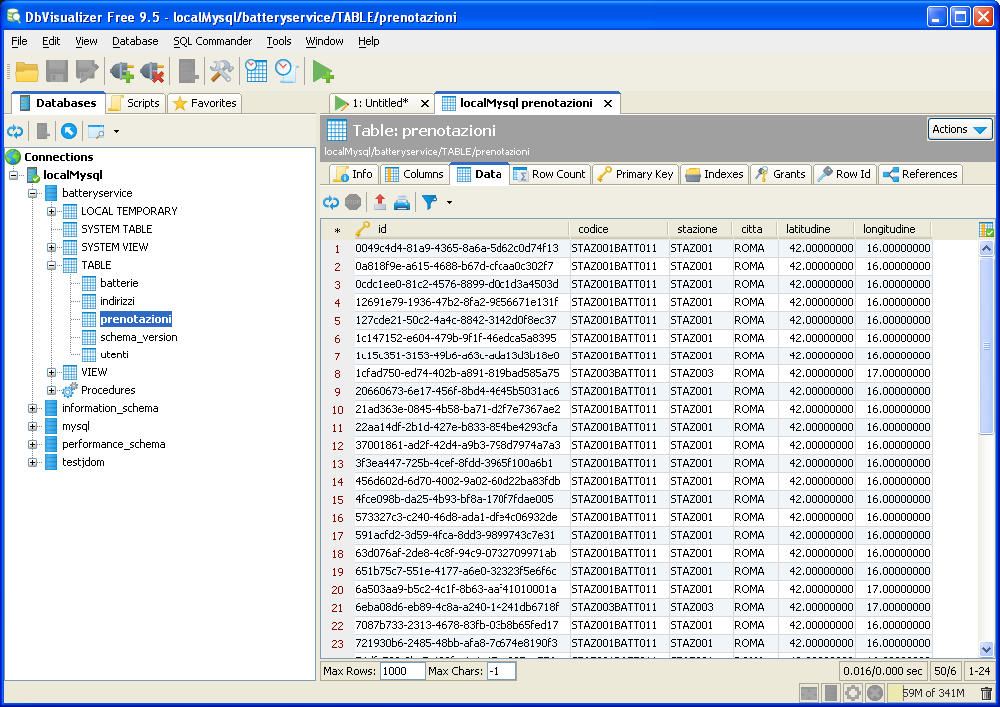 DbVisualizer Free 9.5 - localMysql/batteryservice/TABLE/prenotazioni
File Edit View Database SQL Commander Tools Window Help
Databases Scripts Favorites
1: Untitled* localMysql prenotazioni
Table: prenotazioni
Actions
localMysql/batteryservice/TABLE/prenotazioni
Info Columns Data Row Count Primary Key Indexes Grants Row Id References
Connections
localMysql
batteryservice
LOCAL TEMPORARY
SYSTEM TABLE
SYSTEM VIEW
TABLE
batterie
indirizzi
prenotazioni
schema_version
utenti
VIEW
Procedures
information_schema
mysql
performance_schema
testjdom
* id codice stazione citta latitudine longitudine
1 0049c4d4-81a9-4365-8a6a-5d62c0d74f13 STAZ001BATT011 STAZ001 ROMA 42.00000000 16.00000000
2 0a818f9e-a615-4688-b67d-cfcaa0c302f7 STAZ001BATT011 STAZ001 ROMA 42.00000000 16.00000000
3 0cdc1ee0-81c2-4576-8899-d0c1d3a4503d STAZ001BATT011 STAZ001 ROMA 42.00000000 16.00000000
4 12691e79-1936-47b2-8fa2-9856671e131f STAZ001BATT011 STAZ001 ROMA 42.00000000 16.00000000
5 127cde21-50c2-4a4c-8842-3142d0f8ec37 STAZ001BATT011 STAZ001 ROMA 42.00000000 16.00000000
6 1c147152-e604-479b-9f1f-46edca5a8395 STAZ001BATT011 STAZ001 ROMA 42.00000000 16.00000000
7 1c15c351-3153-49b6-a63c-ada13d3b18e0 STAZ001BATT011 STAZ001 ROMA 42.00000000 16.00000000
8 1cfad750-ed74-402b-a891-819bad585a75 STAZ003BATT011 STAZ003 ROMA 42.00000000 17.00000000
9 20660673-6e17-456f-8bd4-4645b5031ac6 STAZ001BATT011 STAZ001 ROMA 42.00000000 16.00000000
10 21ad363e-0845-4b58-ba71-d2f7e7367ae2 STAZ001BATT011 STAZ001 ROMA 42.00000000 16.00000000
11 22aa14df-2b1d-427e-b833-854be4293cfa STAZ001BATT011 STAZ001 ROMA 42.00000000 16.00000000
12 37001861-ad2f-42d4-a9b3-798d7974a7a3 STAZ001BATT011 STAZ001 ROMA 42.00000000 16.00000000
13 3f3ea447-725b-4cef-8fdd-3965f100a6b1 STAZ001BATT011 STAZ001 ROMA 42.00000000 16.00000000
14 456d602d-6d70-4002-9a02-60d22ba83fdb STAZ001BATT011 STAZ001 ROMA 42.00000000 16.00000000
15 4fce098b-da25-4b93-bf8a-170f7fdae005 STAZ001BATT011 STAZ001 ROMA 42.00000000 16.00000000
16 573327c3-c240-46d8-ada1-dfe4c06932de STAZ001BATT011 STAZ001 ROMA 42.00000000 16.00000000
17 591acfd2-3d59-4fca-8dd3-9899743c7e31 STAZ001BATT011 STAZ001 ROMA 42.00000000 16.00000000
18 63d076af-2de8-4c8f-94c9-0732709971ab STAZ001BATT011 STAZ001 ROMA 42.00000000 16.00000000
19 651b75c7-551e-4177-a6e0-32323f5e6f6c STAZ001BATT011 STAZ001 ROMA 42.00000000 16.00000000
20 6a503aa9-b5c2-4c1f-8b63-aaf41010001a STAZ001BATT011 STAZ001 ROMA 42.00000000 17.00000000
21 6eba08d6-eb89-4c8a-a240-14241db6718f STAZ003BATT011 STAZ003 ROMA 42.00000000 17.00000000
22 7087b733-2313-4678-83fb-03b8b65fed17 STAZ001BATT011 STAZ001 ROMA 42.00000000 16.00000000
23 721930b6-2485-48bb-afa8-7c674e8190f3 STAZ001BATT011 STAZ001 ROMA 42.00000000 16.00000000
Max Rows: 1000 Max Chars: -1 0.016/0.000 sec 50/6 1-24
59M of 341M